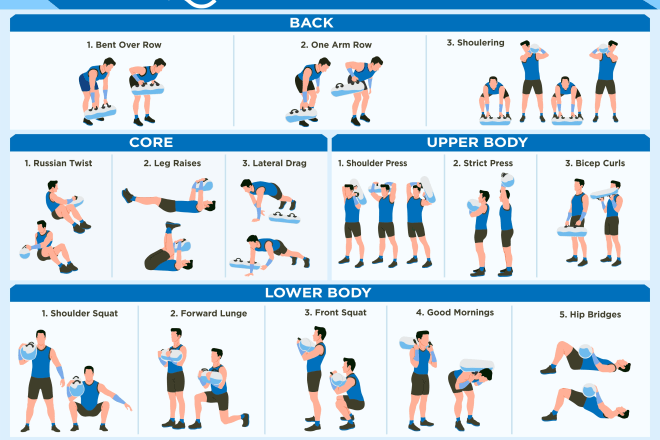 BACK
1. Bent Over Row
2. One Arm Row
3. Shoulering
CORE
1. Russian Twist
2. Leg Raises
3. Lateral Drag
UPPER BODY
1. Shoulder Press
2. Strict Press
3. Bicep Curls
LOWER BODY
1. Shoulder Squat
2. Forward Lunge
3. Front Squat
4. Good Mornings
5. Hip Bridges